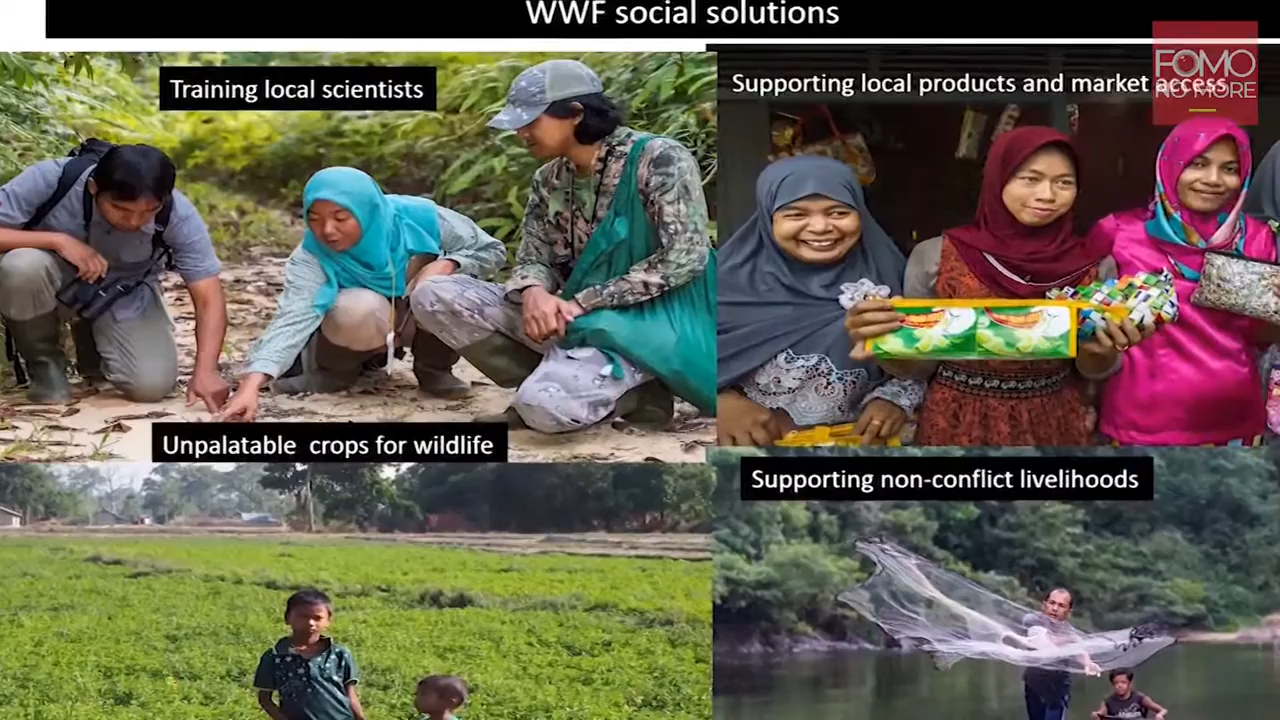 WWF social solutions
Training local scientists
Supporting local products and market access
FOMO
NO MORE
Unpalatable crops for wildlife
Supporting non-conflict livelihoods